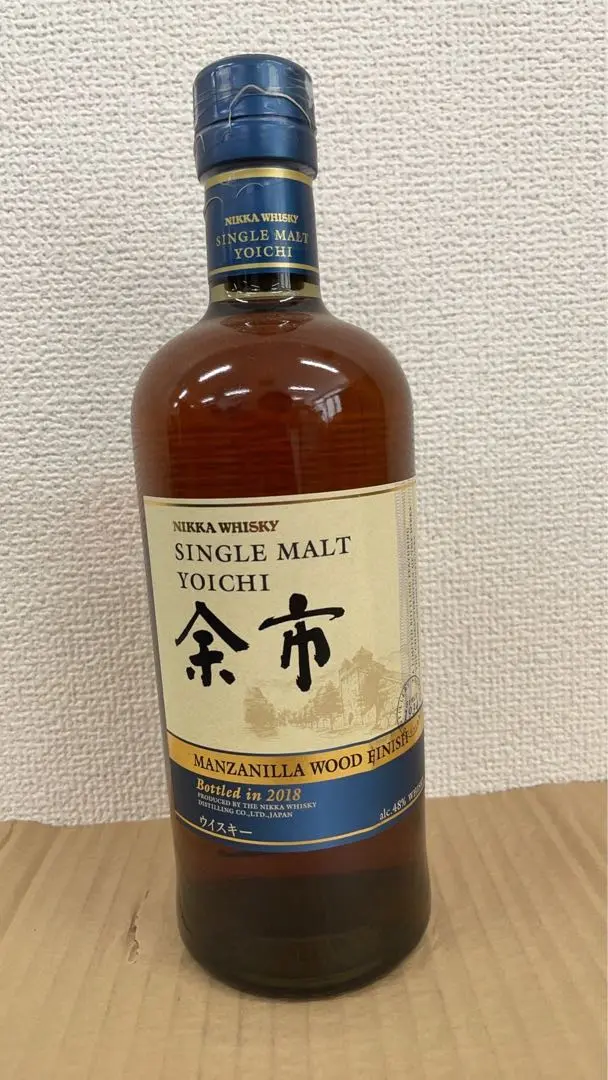 NIKKA WHISKY
SINGLE MALT
YOICHI
NIKKA WHISKY
SINGLE MALT
YOICHI
余市
MANZANILLA WOOD FINISH
Bottled in 2018
PRODUCED BY THE NIKKA WHISKY
DISTILLING CO.,LTD.,JAPAN
ウイスキー
alc.48%